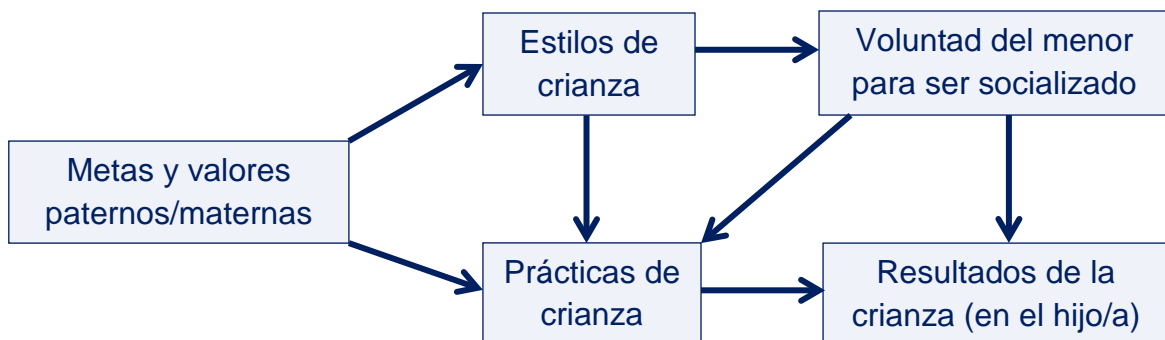 Estilos de
crianza
Voluntad del menor
para ser socializado
Metas y valores
paternos/maternas
Prácticas de
crianza
Resultados de la
crianza (en el hijo/a)